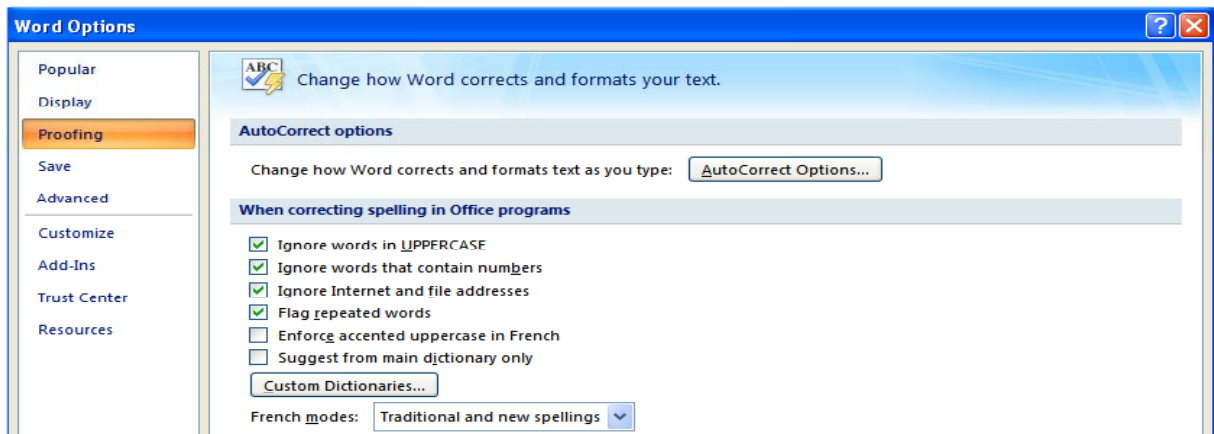 Word Options
Popular
Display
Proofing
Save
Advanced
Customize
Add-Ins
Trust Center
Resources
ABC
Change how Word corrects and formats your text.
AutoCorrect options
Change how Word corrects and formats text as you type: AutoCorrect Options...
When correcting spelling in Office programs
Ignore words in UPPERCASE
Ignore words that contain numbers
Ignore Internet and file addresses
Flag repeated words
Enforce accented uppercase in French
Suggest from main dictionary only
Custom Dictionaries...
French modes: Traditional and new spellings